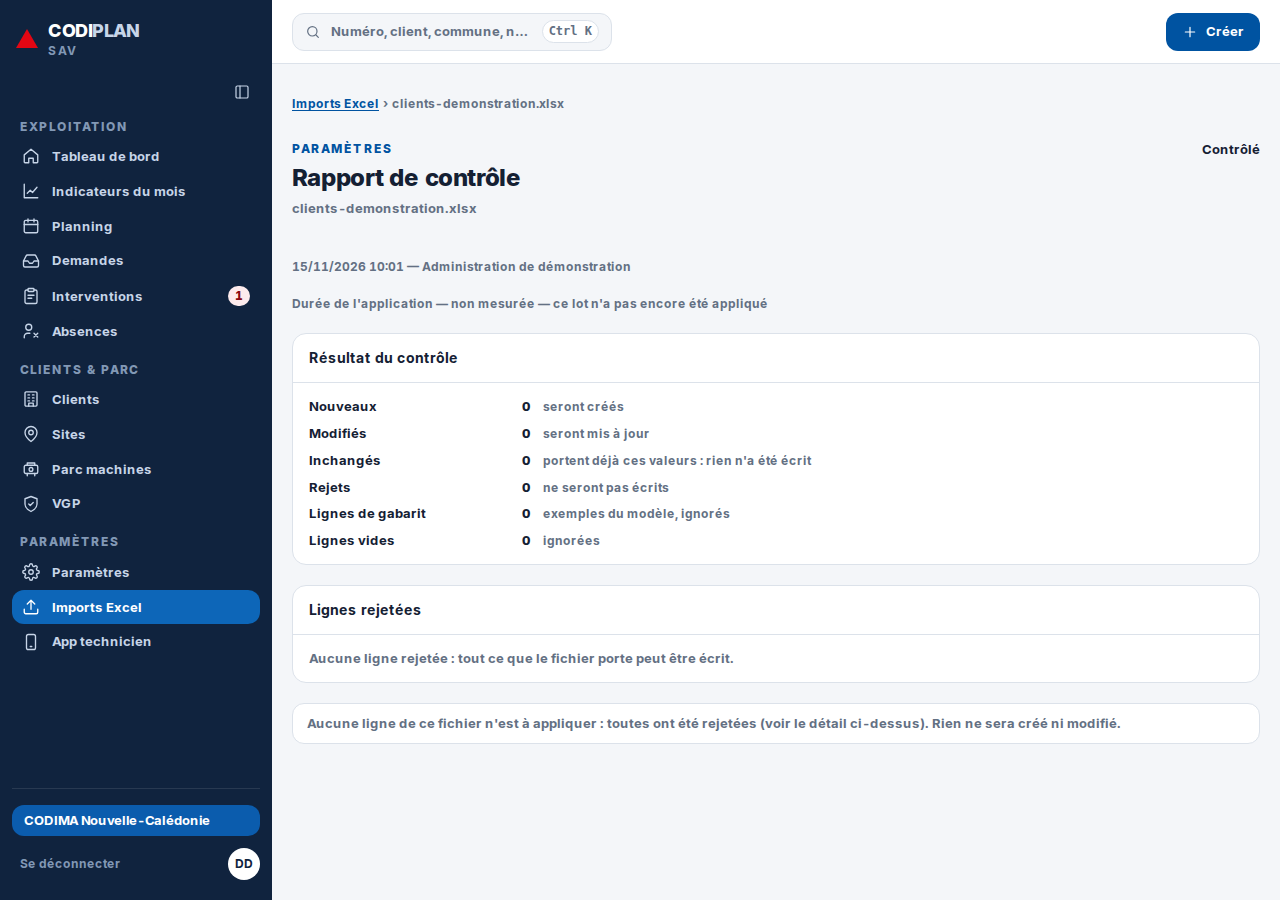 CODIPLAN
SAV
EXPLOITATION
Tableau de bord
Indicateurs du mois
Planning
Demandes
Interventions 1
Absences
CLIENTS & PARC
Clients
Sites
Parc machines
VGP
PARAMÈTRES
Paramètres
Imports Excel
App technicien
CODIMA Nouvelle-Calédonie
Se déconnecter DD
Numéro, client, commune, n… Ctrl K
Créer
Imports Excel › clients-demonstration.xlsx
PARAMÈTRES
Contrôlé
Rapport de contrôle
clients-demonstration.xlsx
15/11/2026 10:01 — Administration de démonstration
Durée de l'application — non mesurée — ce lot n'a pas encore été appliqué
Résultat du contrôle
Nouveaux 0 seront créés
Modifiés 0 seront mis à jour
Inchangés 0 portent déjà ces valeurs : rien n'a été écrit
Rejets 0 ne seront pas écrits
Lignes de gabarit 0 exemples du modèle, ignorés
Lignes vides 0 ignorées
Lignes rejetées
Aucune ligne rejetée : tout ce que le fichier porte peut être écrit.
Aucune ligne de ce fichier n'est à appliquer : toutes ont été rejetées (voir le détail ci-dessus). Rien ne sera créé ni modifié.